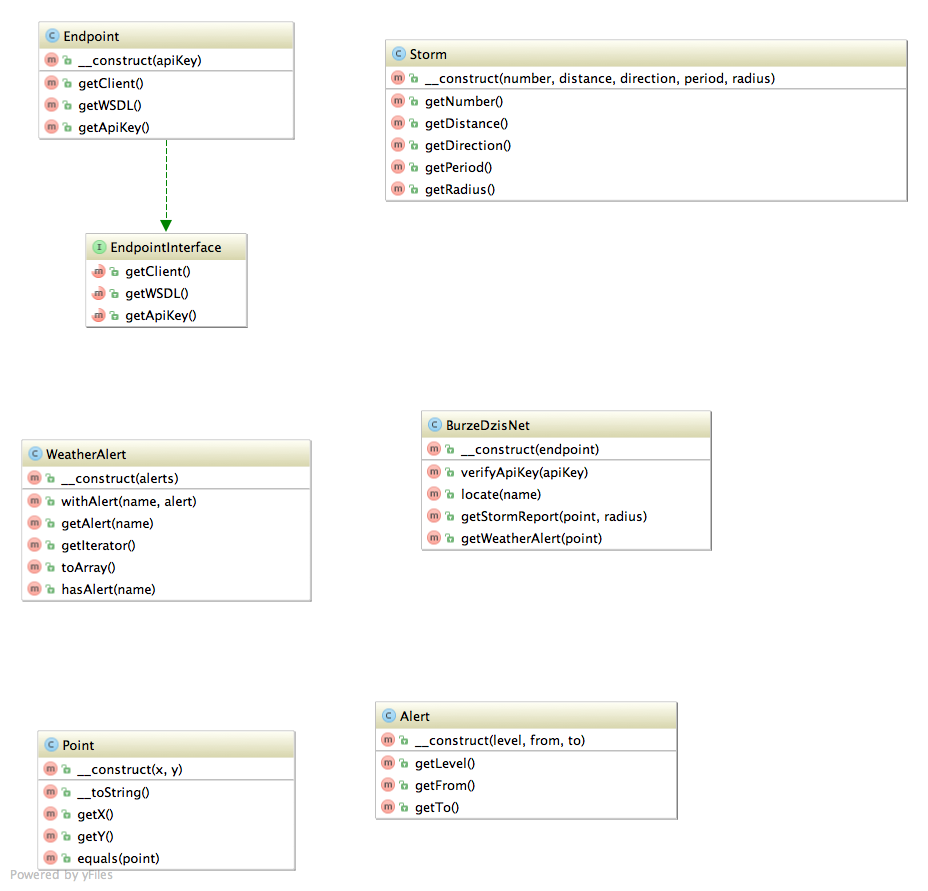 Endpoint
__construct(apiKey)
getClient()
getWSDL()
getApiKey()
Storm
__construct(number, distance, direction, period, radius)
getNumber()
getDistance()
getDirection()
getPeriod()
getRadius()
EndpointInterface
getClient()
getWSDL()
getApiKey()
WeatherAlert
__construct(alerts)
withAlert(name, alert)
getAlert(name)
getIterator()
toArray()
hasAlert(name)
BurzeDzisNet
__construct(endpoint)
verifyApiKey(apiKey)
locate(name)
getStormReport(point, radius)
getWeatherAlert(point)
Point
__construct(x, y)
__toString()
getX()
getY()
equals(point)
Alert
__construct(level, from, to)
getLevel()
getFrom()
getTo()
Powered by yFiles